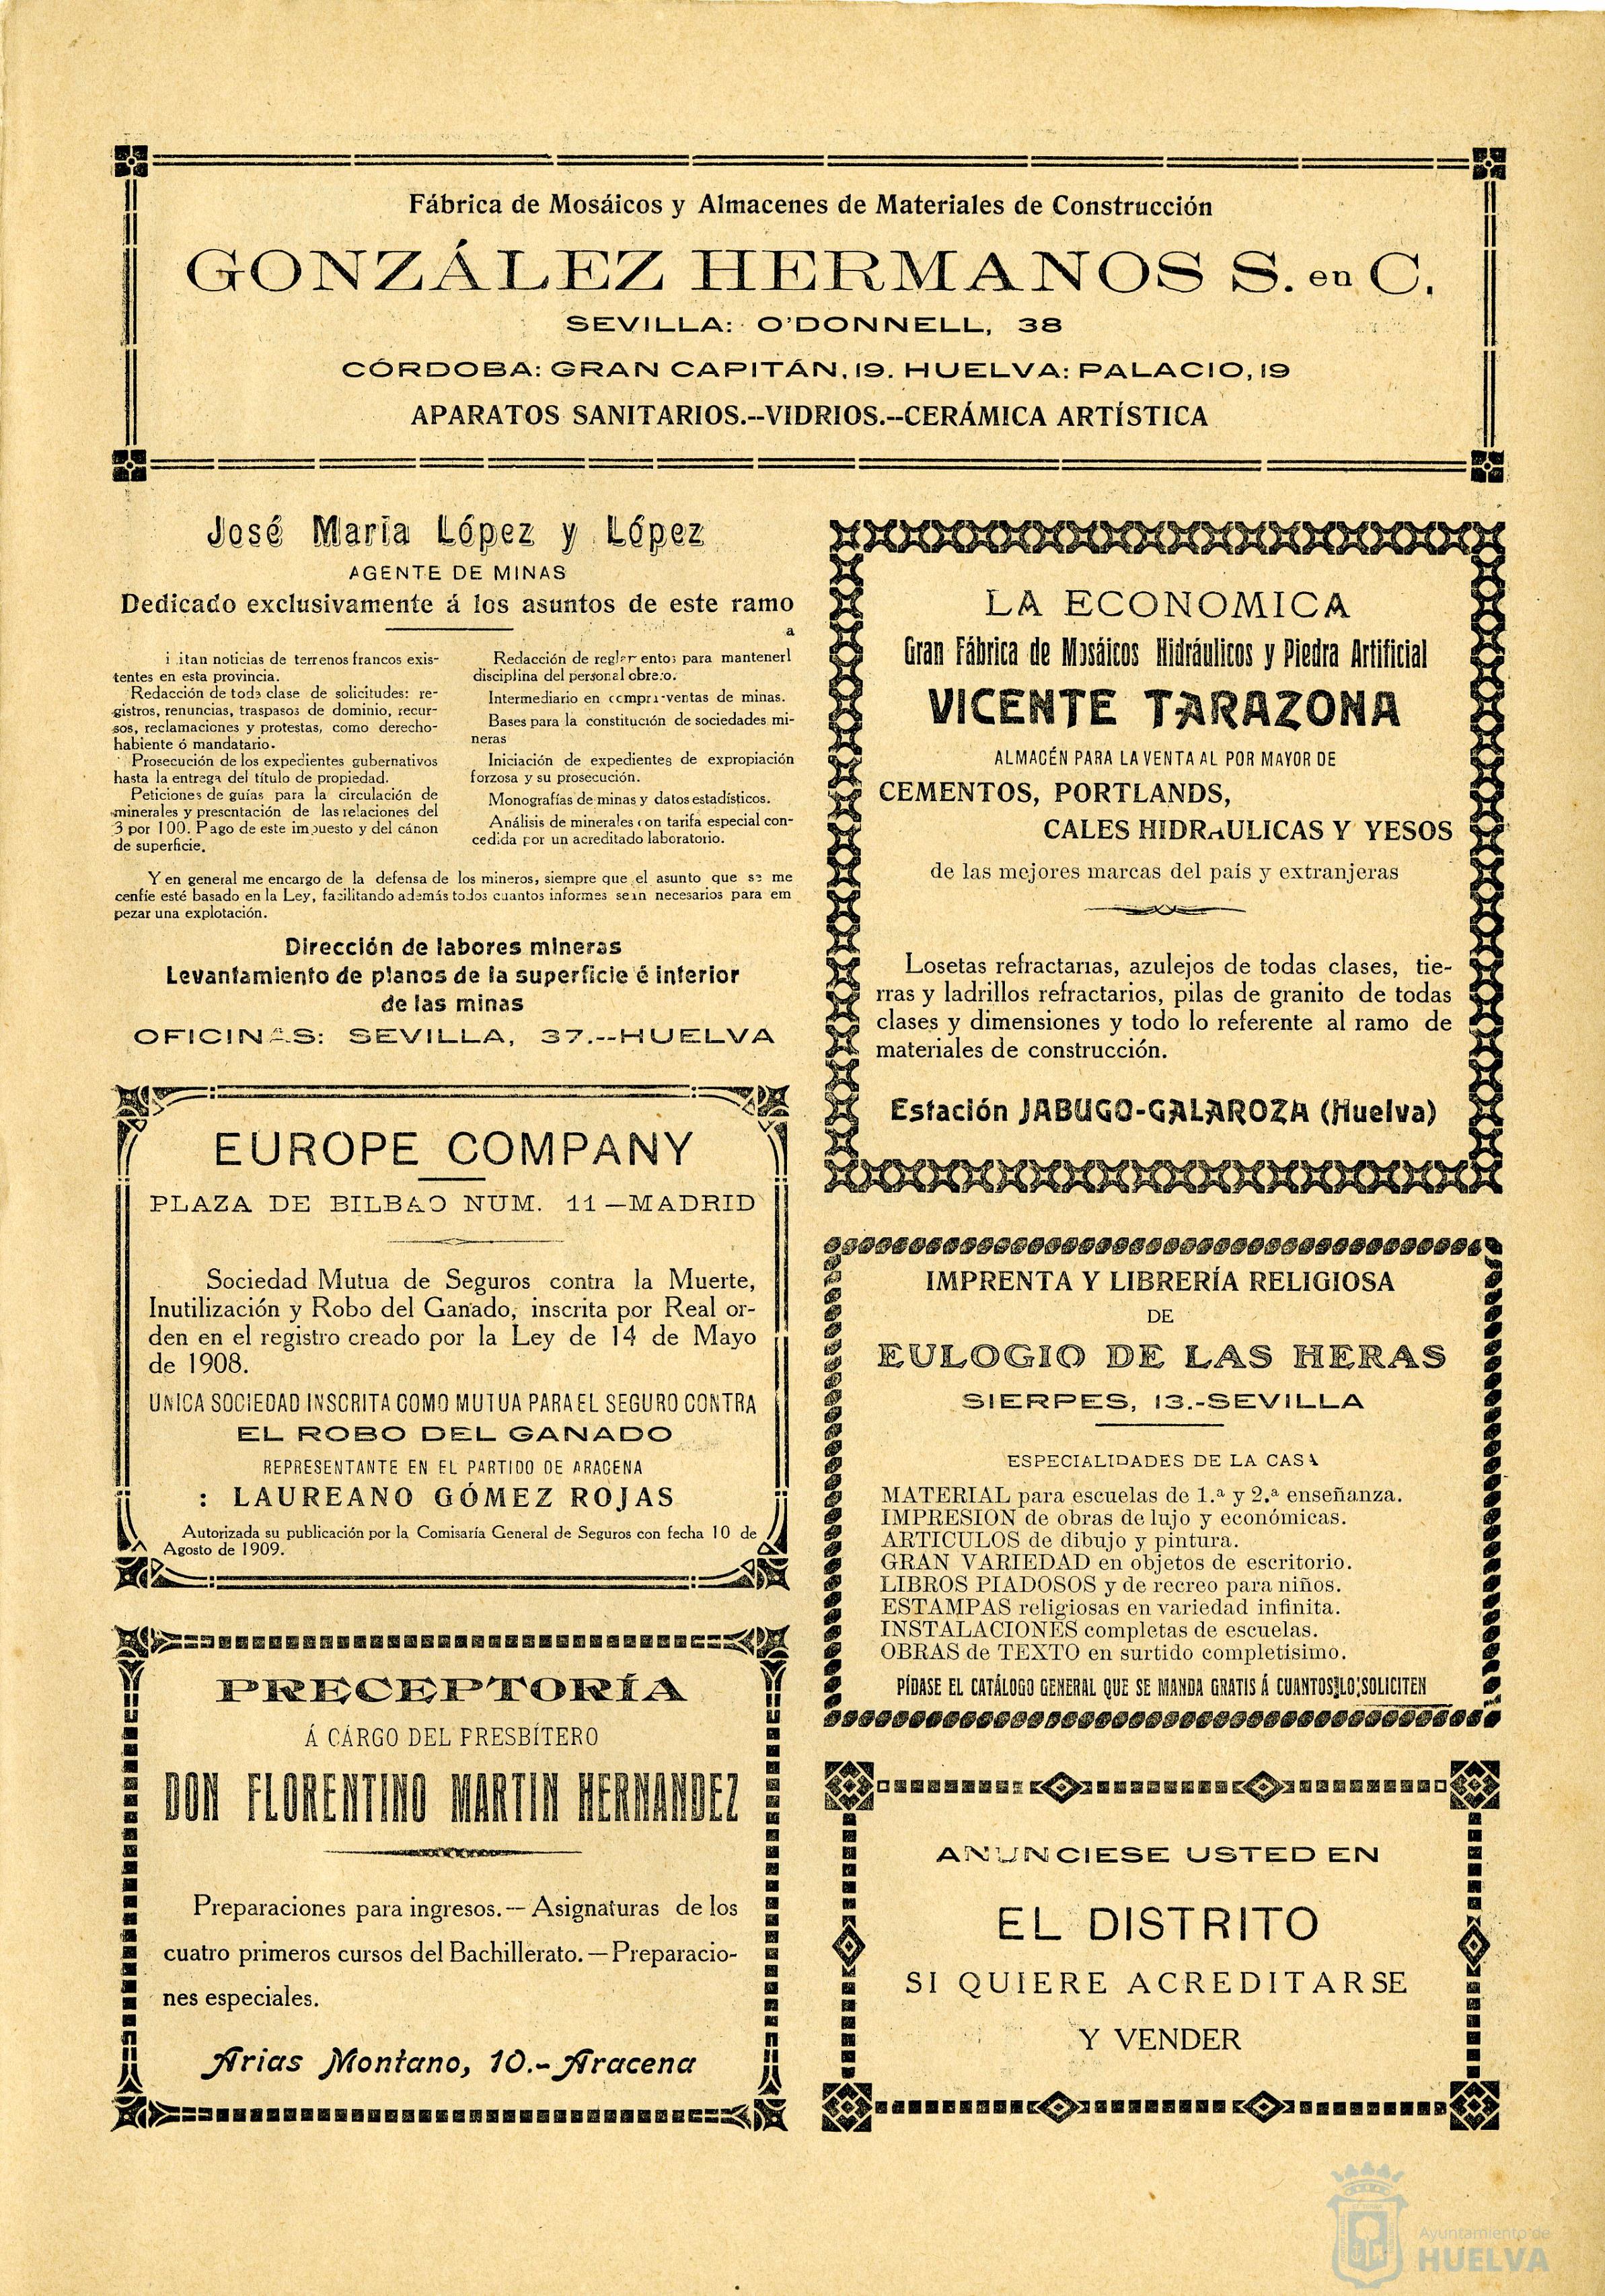 Fábrica de Mosáicos y Almacenes de Materiales de Construcción
GONZÁLEZ HERMANOS S. en C.
SEVILLA: O'DONNELL, 38
CÓRDOBA: GRAN CAPITÁN, 19. HUELVA: PALACIO, 19
APARATOS SANITARIOS.--VIDRIOS.--CERÁMICA ARTÍSTICA
José María López y López
AGENTE DE MINAS
Dedicado exclusivamente á los asuntos de este ramo
noticias de terrenos francos exis-
tentes en esta provincia.
Redacción de toda clase de solicitudes: re-
gistros, renuncias, traspasos de dominio, recur-
sos, reclamaciones y protestas, como derecho-
habiente ó mandatario.
Prosecución de los expedientes gubernativos
hasta la entrega del título de propiedad.
Peticiones de guías para la circulación de
minerales y presentación de las relaciones del
3 por 100. Pago de este impuesto y del cánon
de superficie.
a
Redacción de reglamentos para mantenerl
disciplina del personal obrero.
Intermediario en compra-ventas de minas.
Bases para la constitución de sociedades mi-
neras
Iniciación de expedientes de expropiación
forzosa y su prosecución.
Monografías de minas y datos estadísticos.
Análisis de minerales con tarifa especial con-
cedida por un acreditado laboratorio.
Y en general me encargo de la defensa de los mineros, siempre que el asunto que se me
cenfíe esté basado en la Ley, facilitando además todos cuantos informes sean necesarios para em
pezar una explotación.
Dirección de labores mineras
Levantamiento de planos de la superficie é interior
de las minas
OFICINAS: SEVILLA, 37.--HUELVA
EUROPE COMPANY
PLAZA DE BILBAO NUM. 11—MADRID
Sociedad Mutua de Seguros contra la Muerte,
Inutilización y Robo del Ganado, inscrita por Real or-
den en el registro creado por la Ley de 14 de Mayo
de 1908.
UNICA SOCIEDAD INSCRITA COMO MUTUA PARA EL SEGURO CONTRA
EL ROBO DEL GANADO
REPRESENTANTE EN EL PARTIDO DE ARACENA
: LAUREANO GÓMEZ ROJAS
Autorizada su publicación por la Comisaría General de Seguros con fecha 10 de
Agosto de 1909.
PRECEPTORÍA
Á CARGO DEL PRESBÍTERO
DON FLORENTINO MARTIN HERNANDEZ
Preparaciones para ingresos.—Asignaturas de los
cuatro primeros cursos del Bachillerato.—Preparacio-
nes especiales.
Arias Montano, 10.-Aracena
LA ECONOMICA
Gran Fábrica de Mosáicos Hidráulicos y Piedra Artificial
VICENTE TARAZONA
ALMACÉN PARA LA VENTA AL POR MAYOR DE
CEMENTOS, PORTLANDS,
CALES HIDRAULICAS Y YESOS
de las mejores marcas del país y extranjeras
Losetas refractarias, azulejos de todas clases, tie-
rras y ladrillos refractarios, pilas de granito de todas
clases y dimensiones y todo lo referente al ramo de
materiales de construcción.
Estación JABUGO-GALAROZA (Huelva)
IMPRENTA Y LIBRERÍA RELIGIOSA
DE
EULOGIO DE LAS HERAS
SIERPES, 13.-SEVILLA
ESPECIALIDADES DE LA CASA
MATERIAL para escuelas de 1.ª y 2.ª enseñanza.
IMPRESION de obras de lujo y económicas.
ARTICULOS de dibujo y pintura.
GRAN VARIEDAD en objetos de escritorio.
LIBROS PIADOSOS y de recreo para niños.
ESTAMPAS religiosas en variedad infinita.
INSTALACIONES completas de escuelas.
OBRAS de TEXTO en surtido completísimo.
PÍDASE EL CATÁLOGO GENERAL QUE SE MANDA GRATIS Á CUANTOS LO SOLICITEN
ANUNCIESE USTED EN
EL DISTRITO
SI QUIERE ACREDITARSE
Y VENDER
Ayuntamiento de
HUELVA